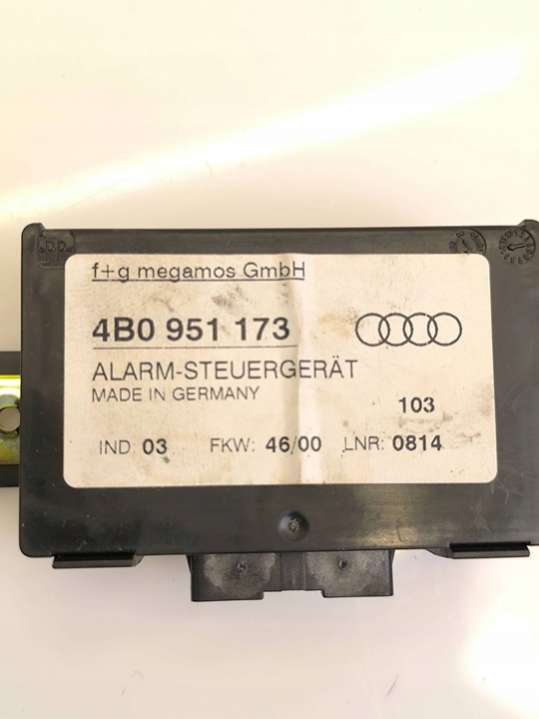 f+g megamos GmbH
4B0 951 173
ALARM-STEUERGERÄT
MADE IN GERMANY
103
IND: 03 FKW: 46/00 LNR: 0814